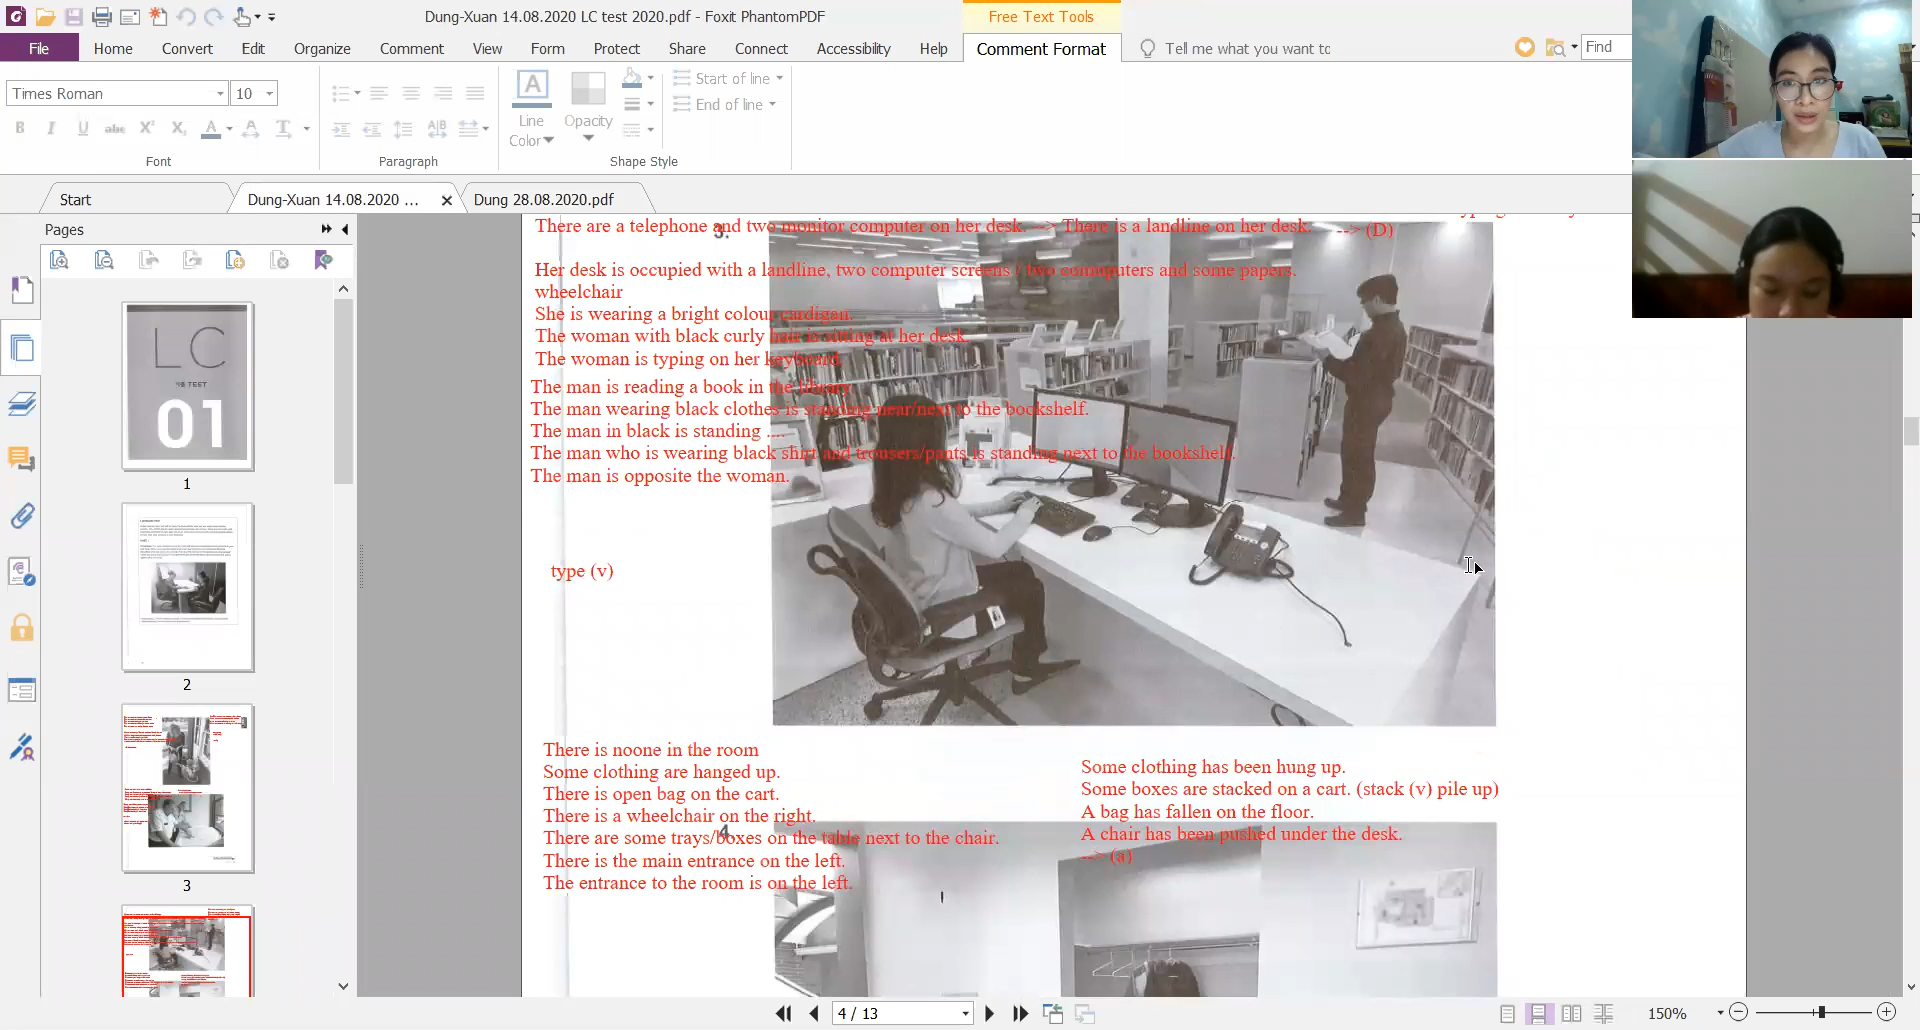 Dung-Xuan 14.08.2020 LC test 2020.pdf - Foxit PhantomPDF
Free Text Tools
File
Home
Convert
Edit
Organize
Comment
View
Form
Protect
Share
Connect
Accessibility
Help
Comment Format
Tell me what you want to
Find
Times Roman
10
Line
Color
Opacity
Start of line
End of line
Font
Paragraph
Shape Style
Start
Dung-Xuan 14.08.2020 ...
Dung 28.08.2020.pdf
Pages
LC
TEST
01
1
2
3
There are a telephone and two monitor computer on her desk. --> There is a landline on her desk.
--> (D)
3.
Her desk is occupied with a landline, two computer screens / two comuputers and some papers.
wheelchair
She is wearing a bright colour cardigan.
The woman with black curly hair is sitting at her desk.
The woman is typing on her keyboard.
The man is reading a book in the library.
The man wearing black clothes is standing near/next to the bookshelf.
The man in black is standing ....
The man who is wearing black shirt and trousers/pants is standing next to the bookshelf.
The man is opposite the woman.
type (v)
There is noone in the room
Some clothing are hanged up.
There is open bag on the cart.
There is a wheelchair on the right.
There are some trays/boxes on the table next to the chair.
There is the main entrance on the left.
The entrance to the room is on the left.
4.
Some clothing has been hung up.
Some boxes are stacked on a cart. (stack (v) pile up)
A bag has fallen on the floor.
A chair has been pushed under the desk.
--> (a)
4 / 13
150%